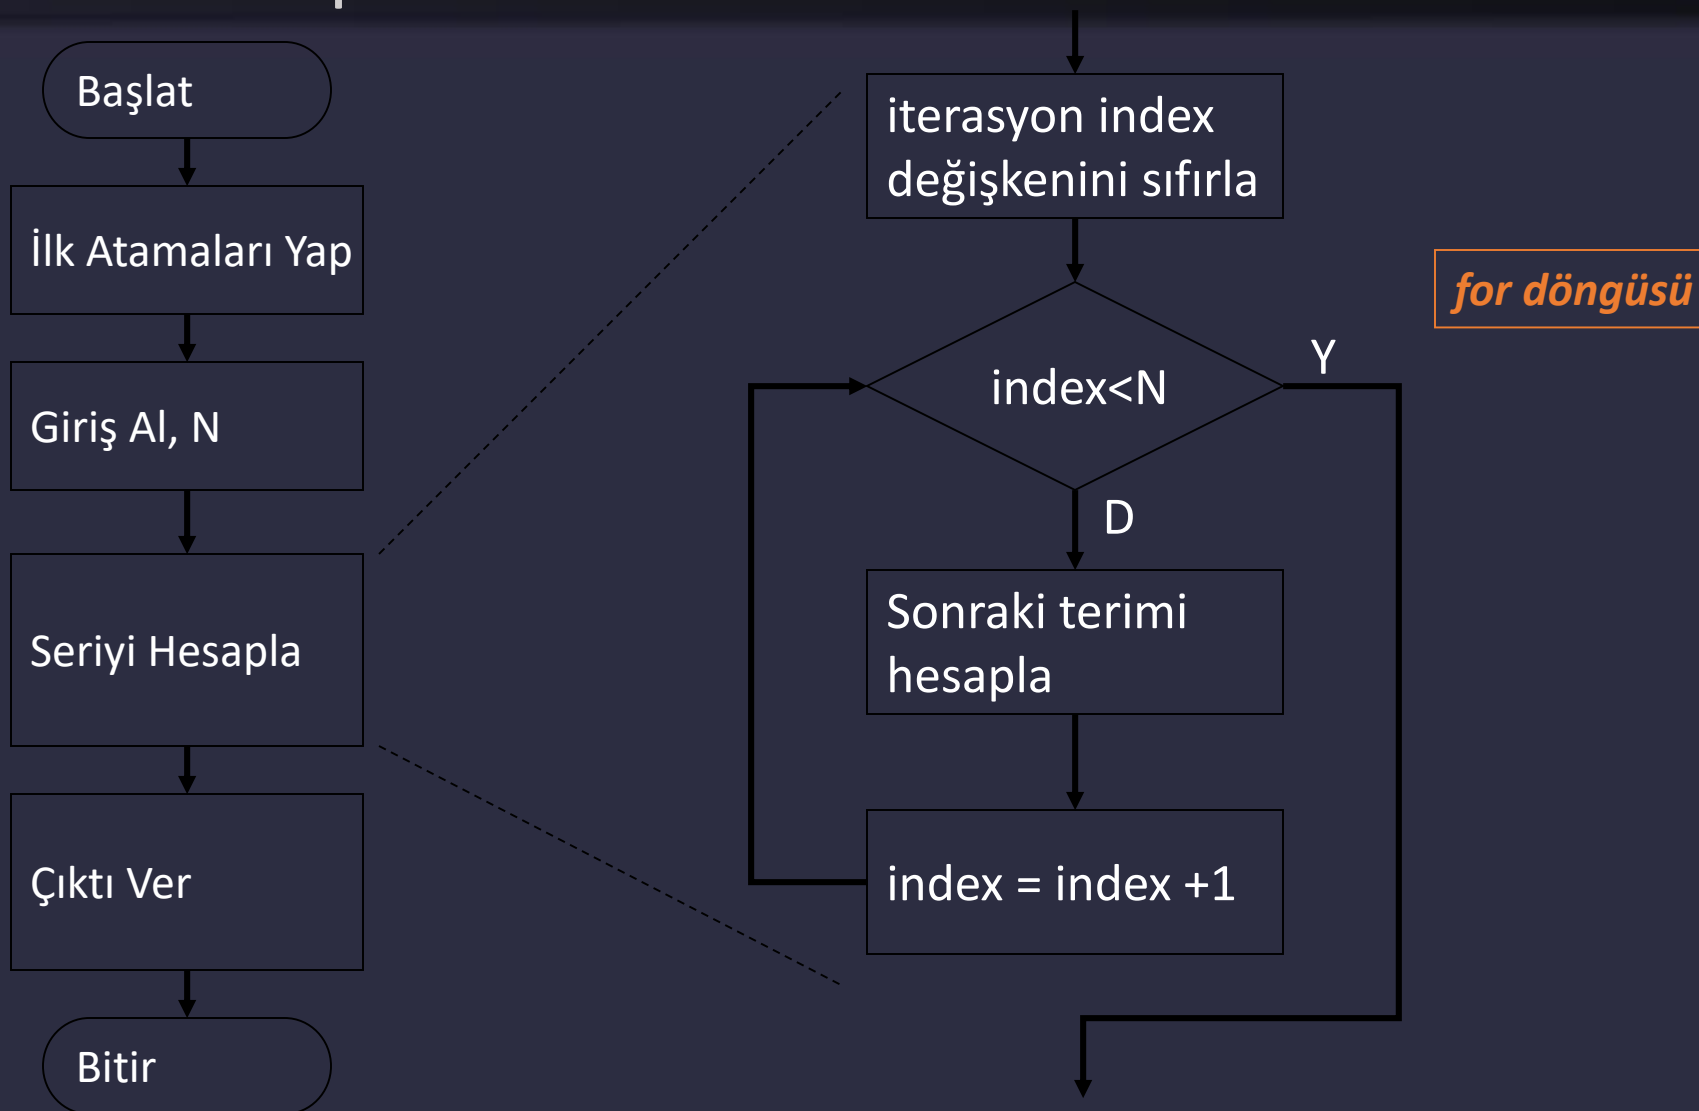 Başlat
İlk Atamaları Yap
Giriş Al, N
Seriyi Hesapla
Çıktı Ver
Bitir
iterasyon index
değişkenini sıfırla
index<N
Y
D
Sonraki terimi
hesapla
index = index +1
for döngüsü